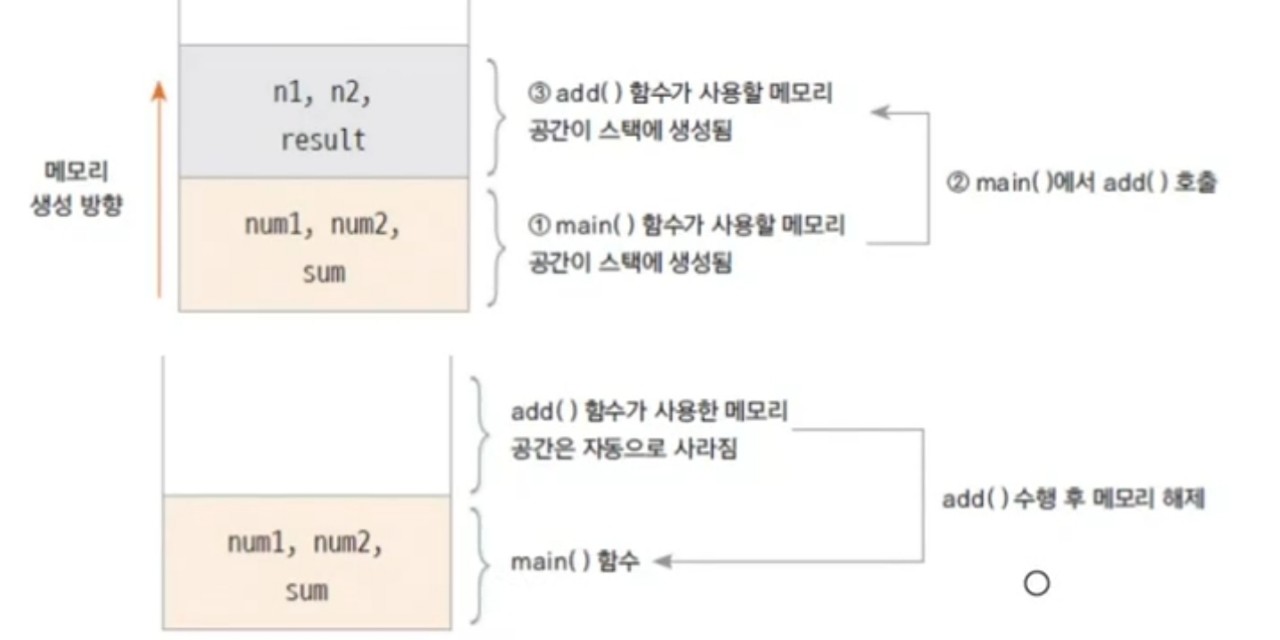 n1, n2,
result
③ add( ) 함수가 사용할 메모리
공간이 스택에 생성됨
메모리
생성 방향
② main( )에서 add( ) 호출
num1, num2,
sum
① main( ) 함수가 사용할 메모리
공간이 스택에 생성됨
add( ) 함수가 사용한 메모리
공간은 자동으로 사라짐
add( ) 수행 후 메모리 해제
num1, num2,
sum
main( ) 함수